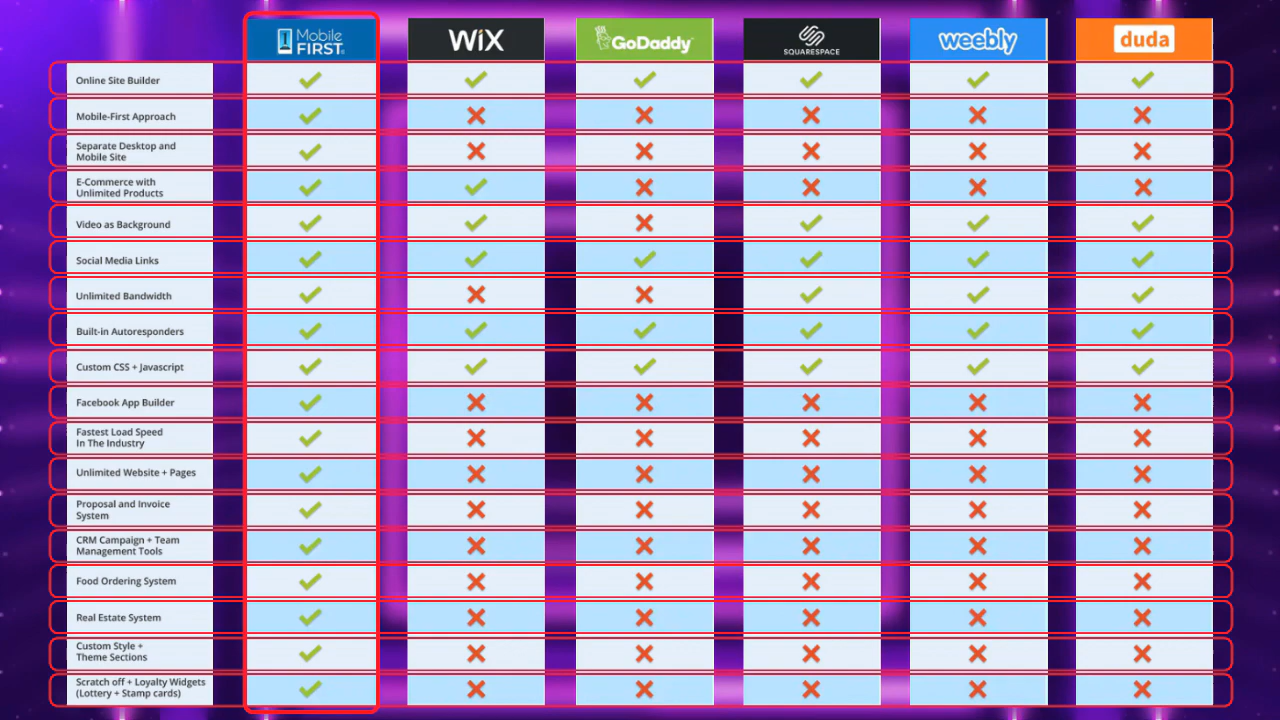 Mobile
FIRST
WiX
GoDaddy
SQUARESPACE
weebly
duda
Online Site Builder
Mobile-First Approach
Separate Desktop and
Mobile Site
E-Commerce with
Unlimited Products
Video as Background
Social Media Links
Unlimited Bandwidth
Built-in Autoresponders
Custom CSS + Javascript
Facebook App Builder
Fastest Load Speed
In The Industry
Unlimited Website + Pages
Proposal and Invoice
System
CRM Campaign + Team
Management Tools
Food Ordering System
Real Estate System
Custom Style +
Theme Sections
Scratch off + Loyalty Widgets
(Lottery + Stamp cards)